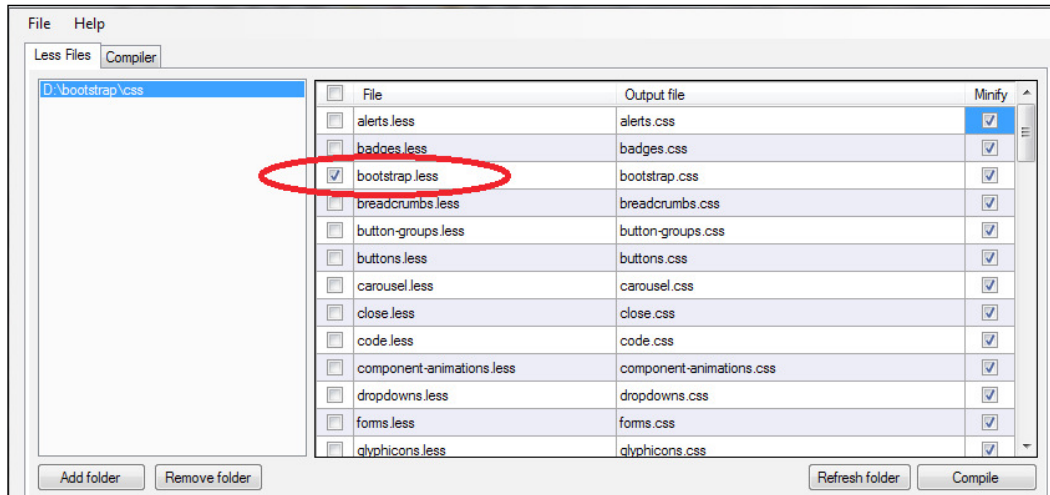 File Help
Less Files Compiler
D:\bootstrap\css
File Output file Minify
alerts.less alerts.css
badges.less badges.css
bootstrap.less bootstrap.css
breadcrumbs.less breadcrumbs.css
button-groups.less button-groups.css
buttons.less buttons.css
carousel.less carousel.css
close.less close.css
code.less code.css
component-animations.less component-animations.css
dropdowns.less dropdowns.css
forms.less forms.css
glyphicons.less glyphicons.css
Add folder Remove folder Refresh folder Compile